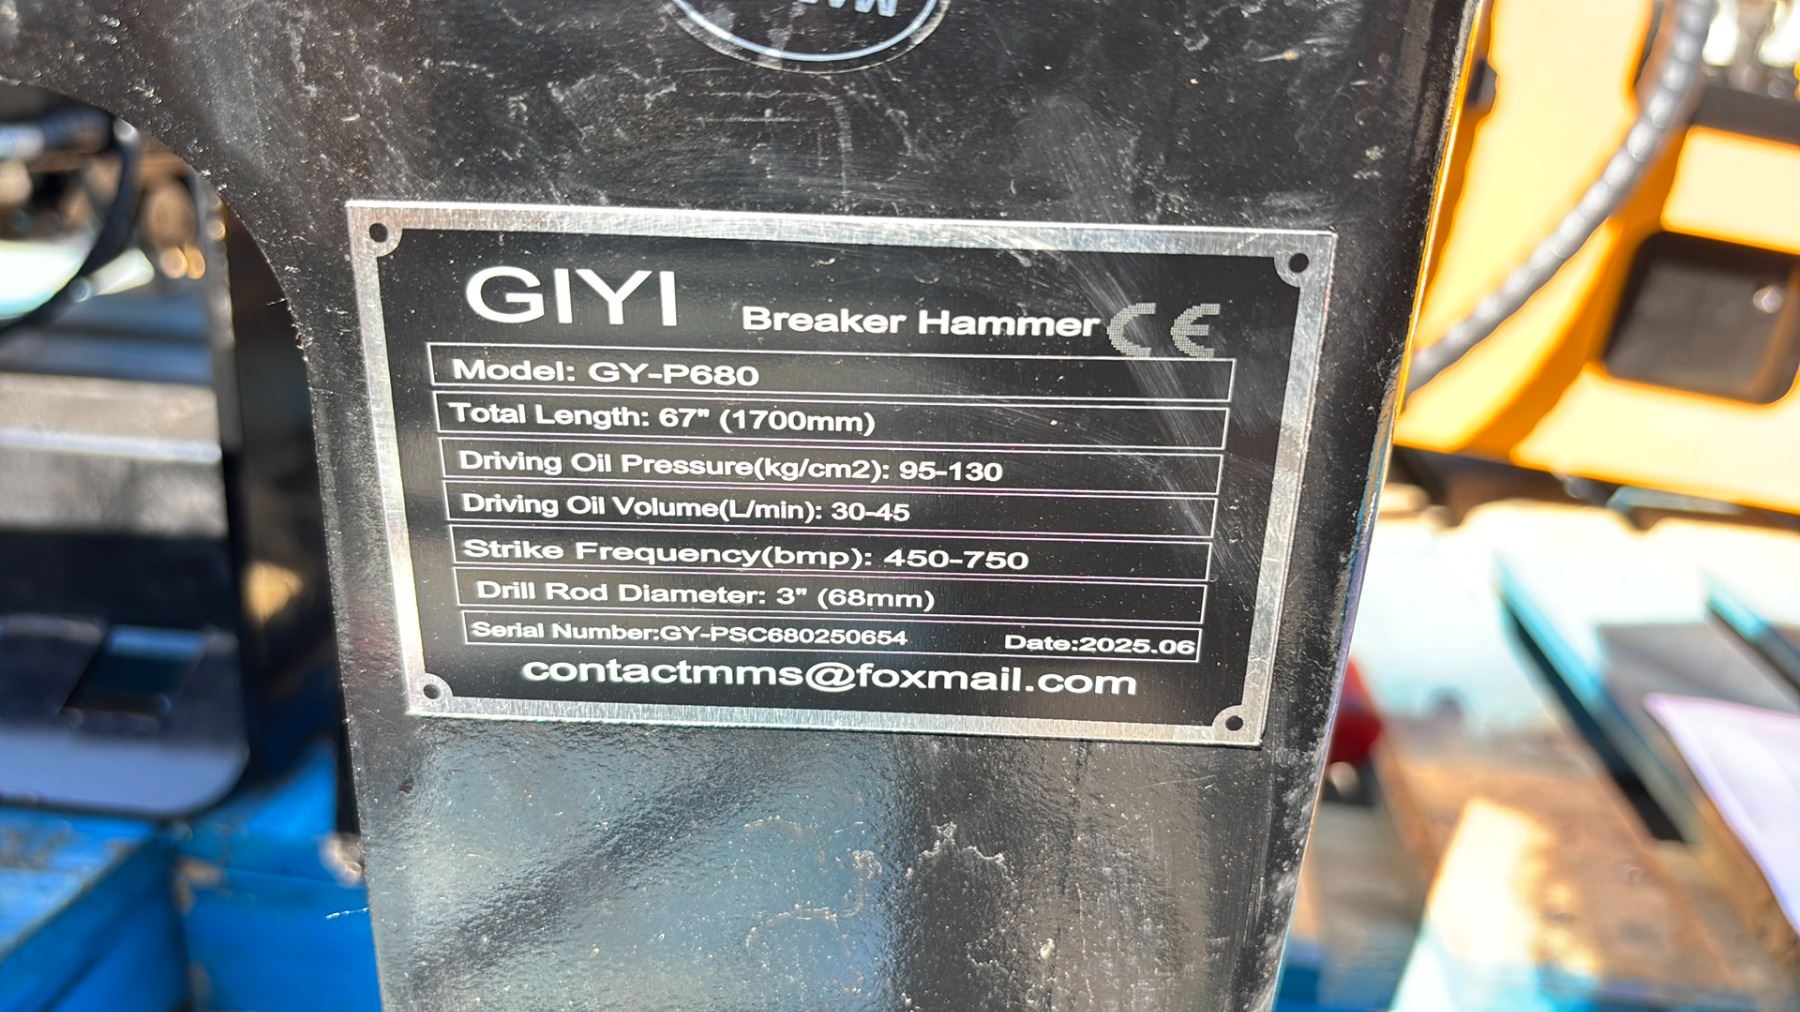 GIYI Breaker Hammer CE
Model: GY-P680
Total Length: 67" (1700mm)
Driving Oil Pressure(kg/cm2): 95-130
Driving Oil Volume(L/min): 30-45
Strike Frequency(bmp): 450-750
Drill Rod Diameter: 3" (68mm)
Serial Number:GY-PSC680250654 Date:2025.06
contactmms@foxmail.com